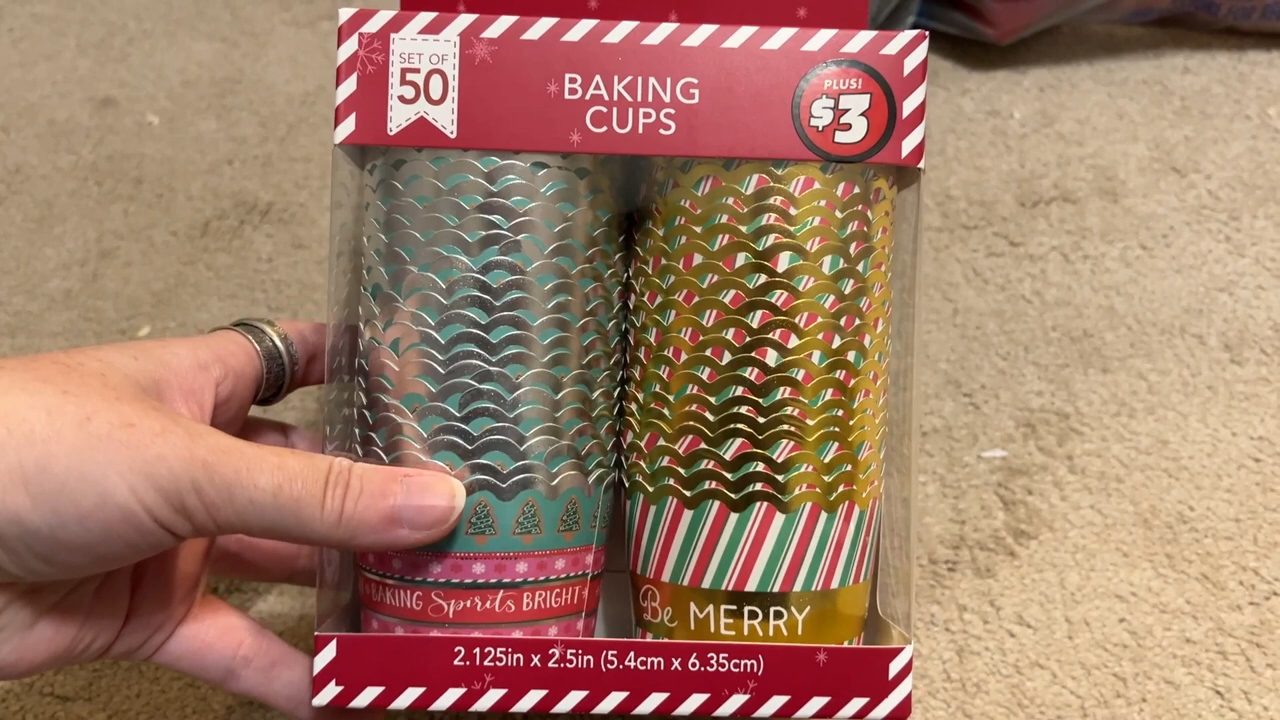 SET OF
50
BAKING
CUPS
PLUS!
$3
BAKING Spirits BRIGHT
Be MERRY
2.125in x 2.5in (5.4cm x 6.35cm)